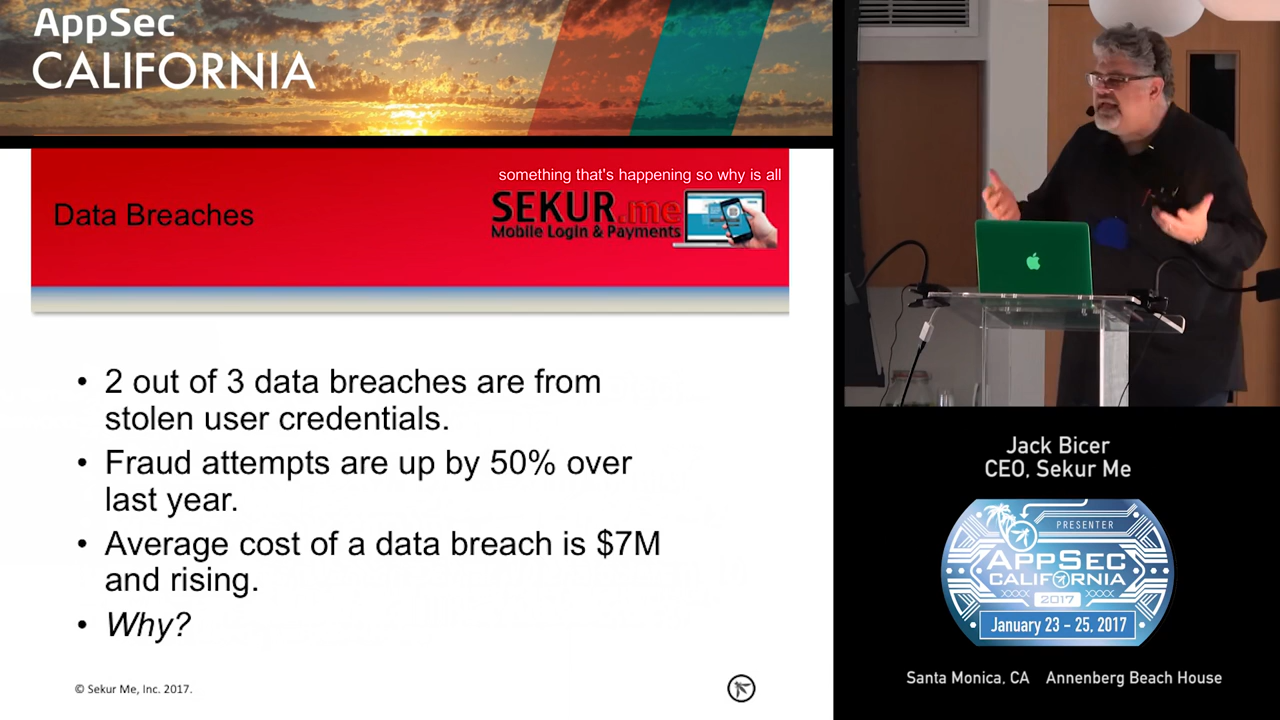 AppSec
CALIFORNIA
something that's happening so why is all
Data Breaches
SEKUR.me
Mobile Login & Payments
• 2 out of 3 data breaches are from
stolen user credentials.
• Fraud attempts are up by 50% over
last year.
• Average cost of a data breach is $7M
and rising.
• Why?
© Sekur Me, Inc. 2017.
Jack Bicer
CEO, Sekur Me
PRESENTER
APPSEC
CALIFORNIA
2017
January 23 – 25, 2017
Santa Monica, CA Annenberg Beach House